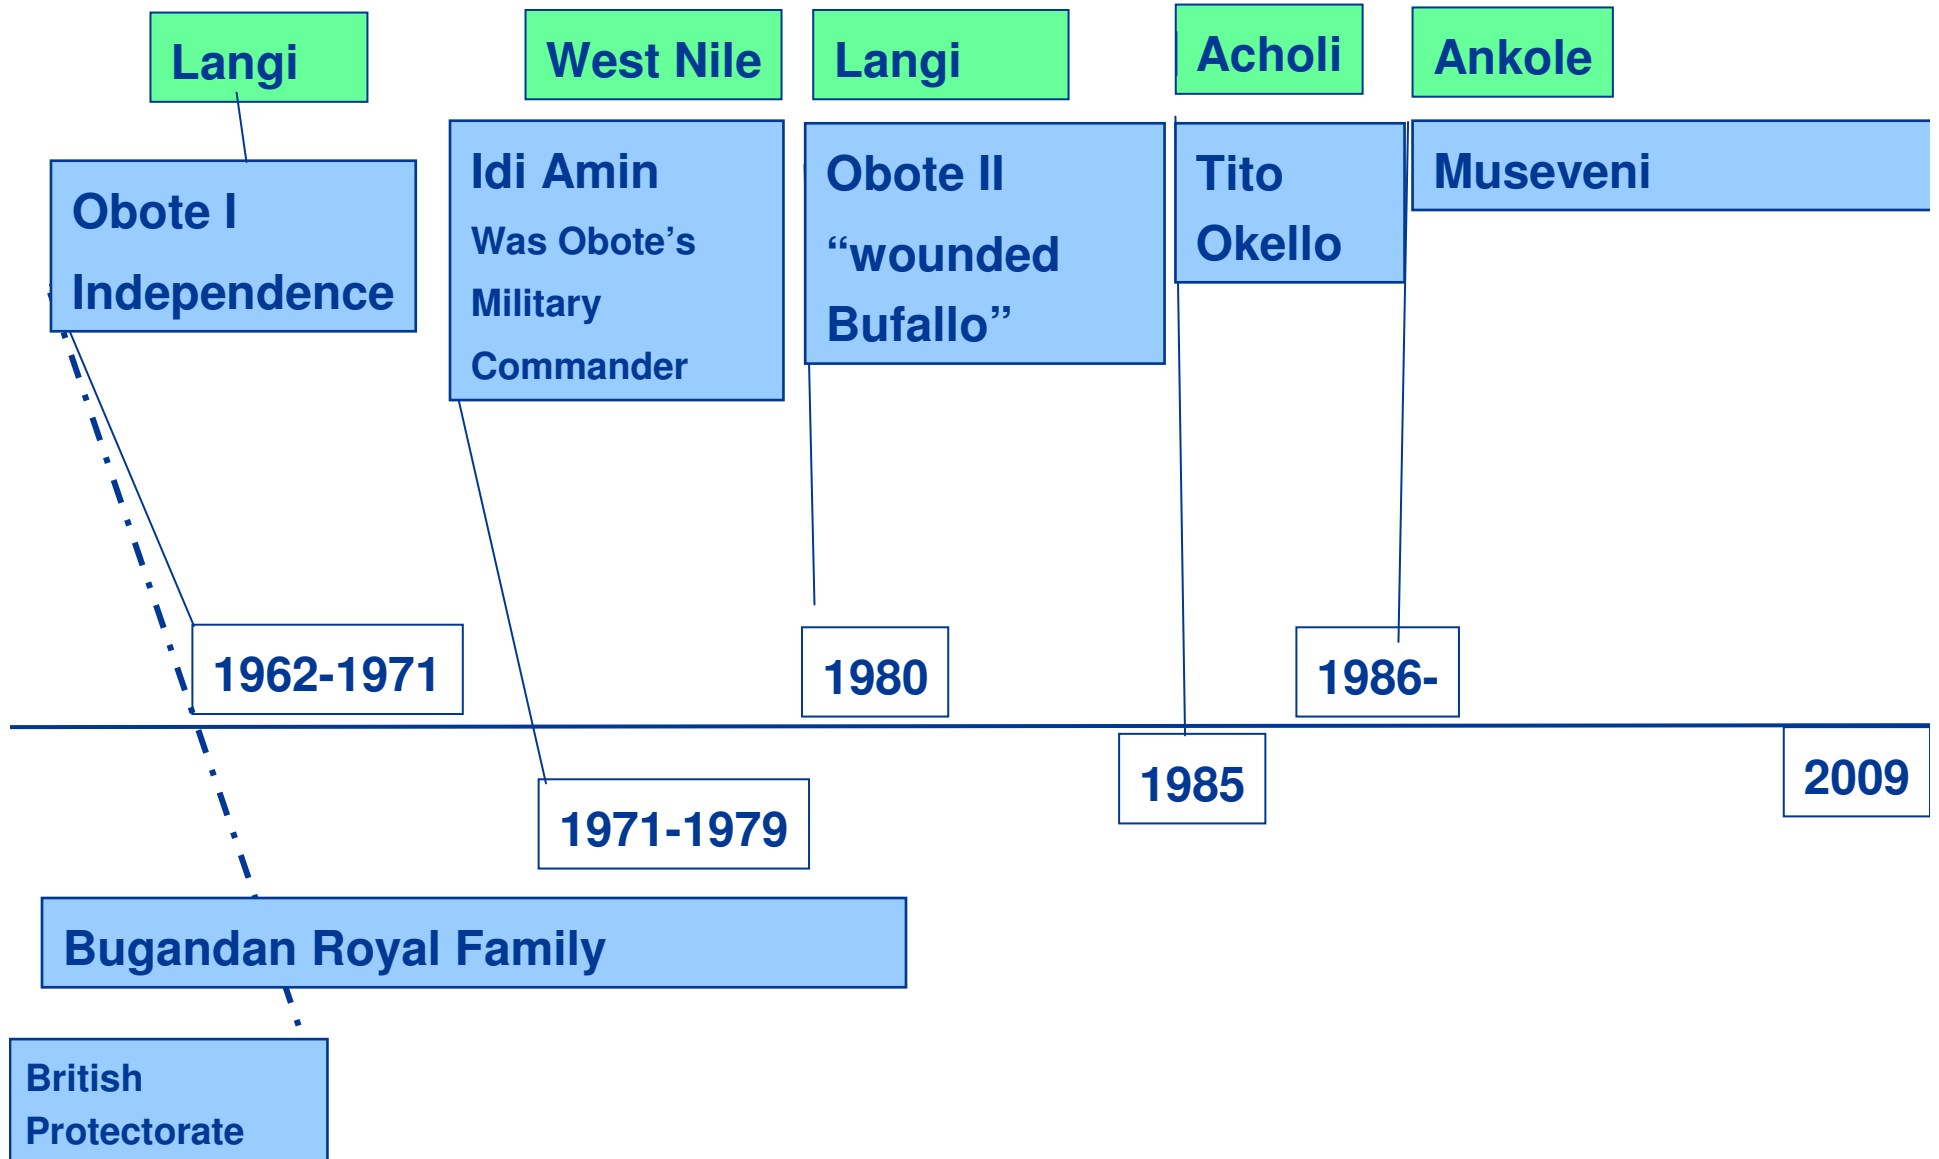 Langi
West Nile
Langi
Acholi
Ankole
Obote I
Independence
Idi Amin
Was Obote’s
Military
Commander
Obote II
“wounded
Bufallo”
Tito
Okello
Museveni
1962-1971
1980
1986-
1971-1979
1985
2009
Bugandan Royal Family
British
Protectorate